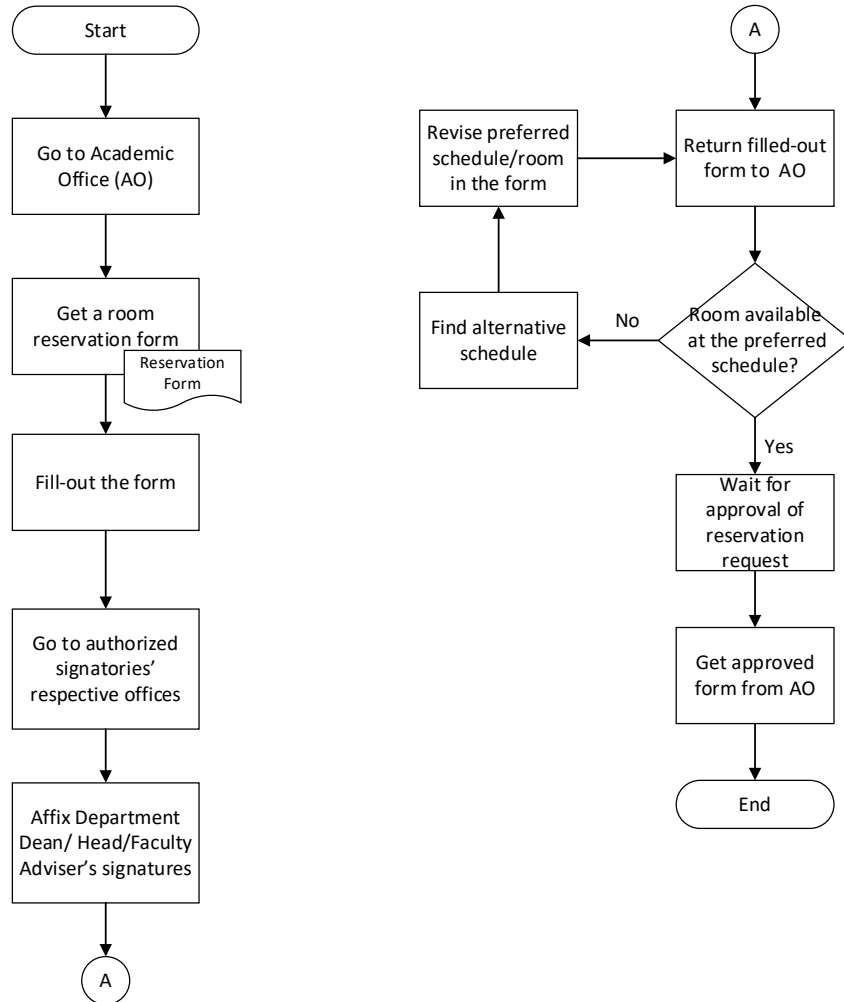 Start
Go to Academic
Office (AO)
Get a room
reservation form
Reservation
Form
Fill-out the form
Go to authorized
signatories’
respective offices
Affix Department
Dean/ Head/Faculty
Adviser’s signatures
A
A
Return filled-out
form to AO
Room available
at the preferred
schedule?
No
Find alternative
schedule
Revise preferred
schedule/room
in the form
Yes
Wait for
approval of
reservation
request
Get approved
form from AO
End